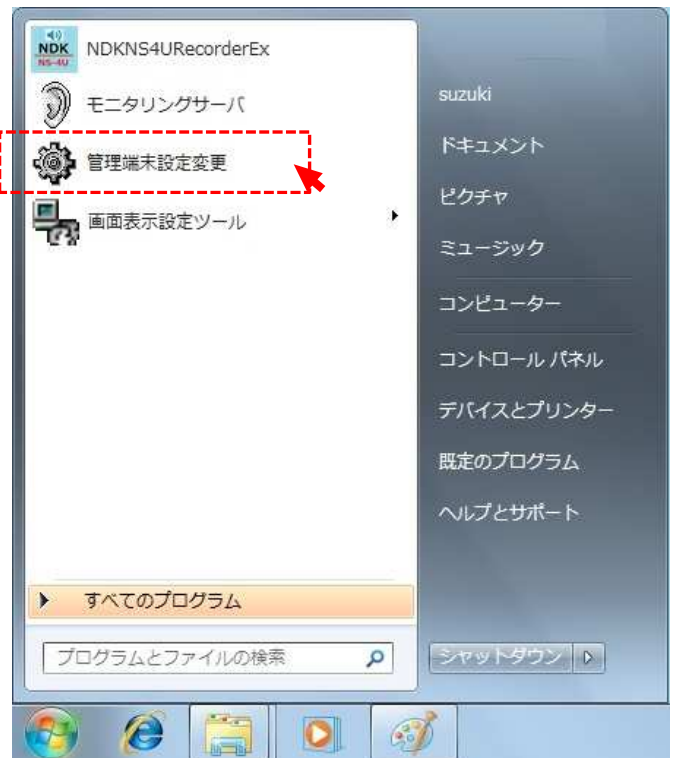 NDK
NS-4U
NDKNS4URecorderEx
モニタリングサーバ
管理端末設定変更
画面表示設定ツール
すべてのプログラム
プログラムとファイルの検索
suzuki
ドキュメント
ピクチャ
ミュージック
コンピューター
コントロール パネル
デバイスとプリンター
既定のプログラム
ヘルプとサポート
シャットダウン